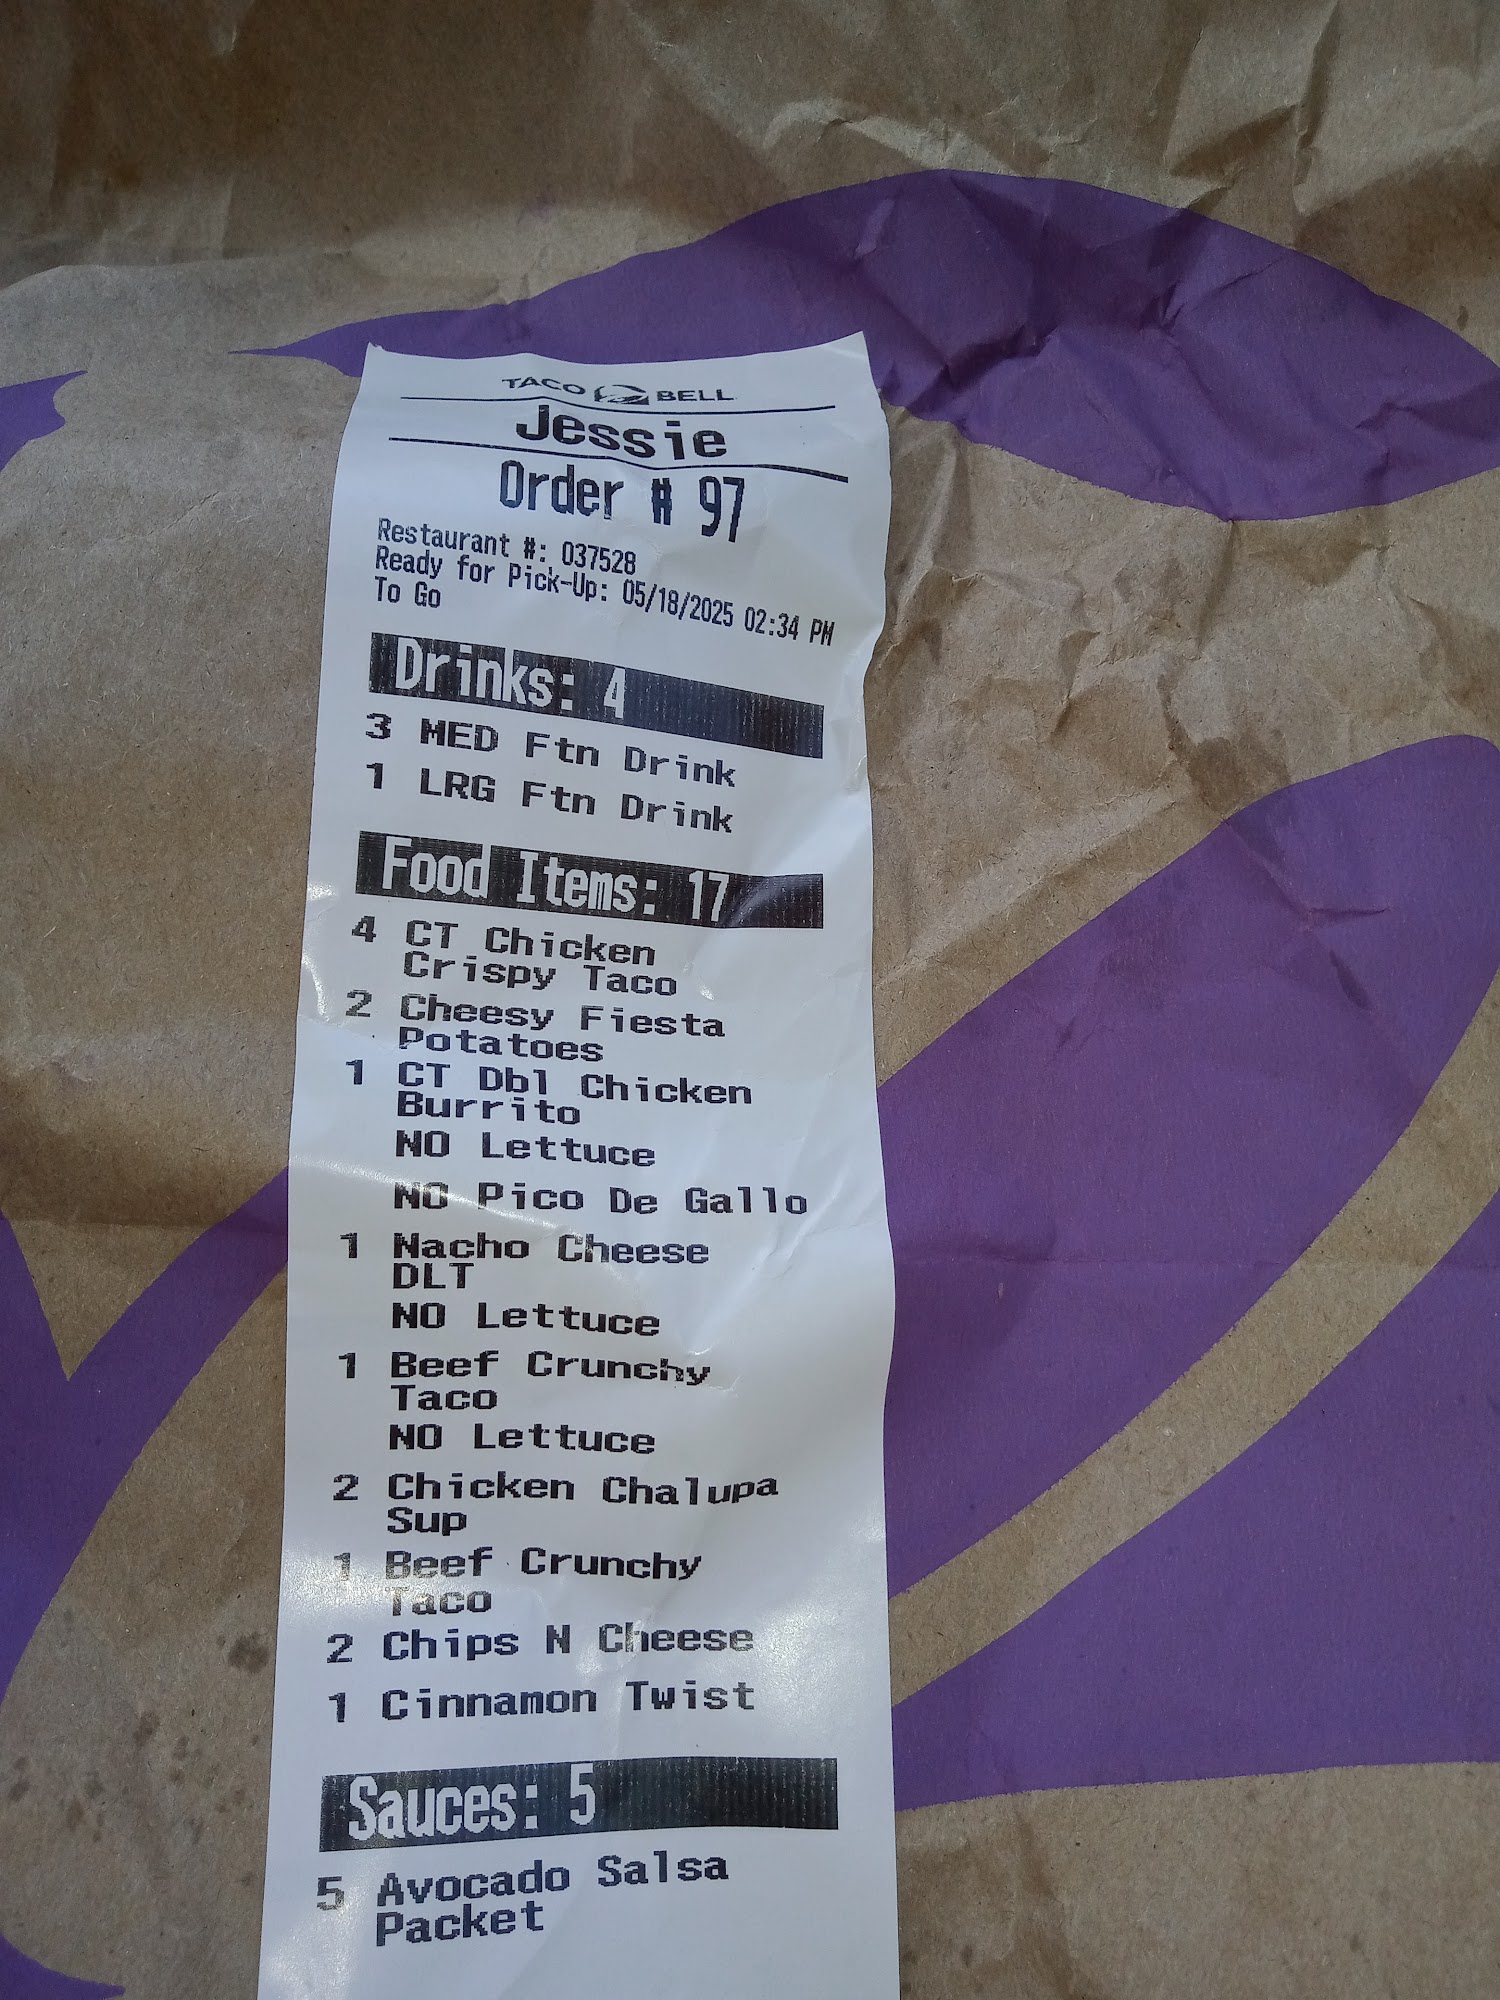 TACO BELL
Jessie
Order # 97
Restaurant #: 037528
Ready for Pick-Up: 05/18/2025 02:34 PM
To Go
Drinks: 4
3 MED Ftn Drink
1 LRG Ftn Drink
Food Items: 17
4 CT Chicken
Crispy Taco
2 Cheesy Fiesta
Potatoes
1 CT Dbl Chicken
Burrito
NO Lettuce
NO Pico De Gallo
1 Nacho Cheese
DLT
NO Lettuce
1 Beef Crunchy
Taco
NO Lettuce
2 Chicken Chalupa
Sup
1 Beef Crunchy
Taco
2 Chips N Cheese
1 Cinnamon Twist
Sauces: 5
5 Avocado Salsa
Packet